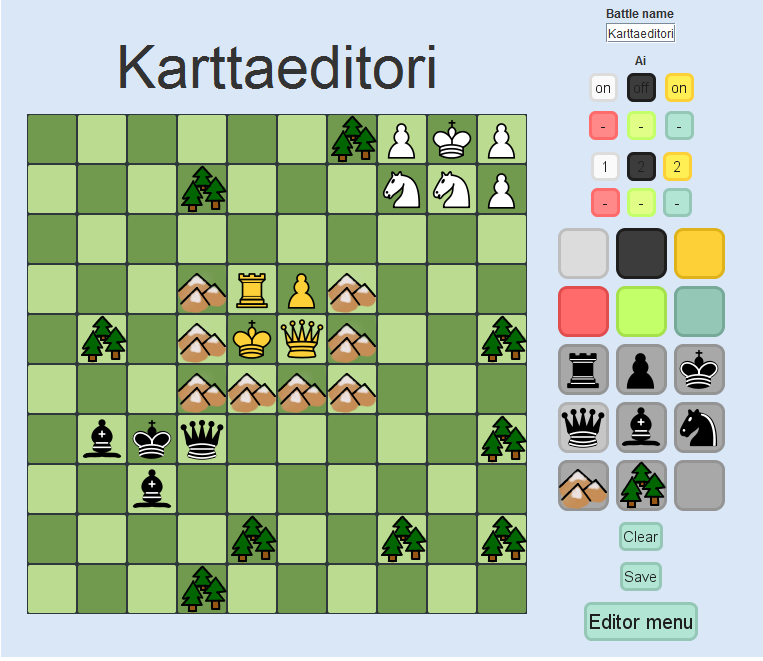 Battle name
Karttaeditori
Karttaeditori
Ai
on off on
- - -
1 2 2
- - -
Clear
Save
Editor menu